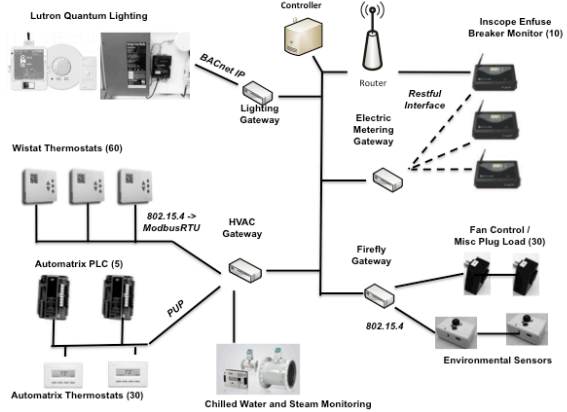 Lutron Quantum Lighting
Controller
Inscope Enfuse
Breaker Monitor (10)
BACnet IP
Router
Lighting
Gateway
Restful
Interface
Electric
Metering
Gateway
Wistat Thermostats (60)
802.15.4 ->
ModbusRTU
HVAC
Gateway
Fan Control /
Misc Plug Load (30)
Firefly
Gateway
Automatrix PLC (5)
PUP
802.15.4
Environmental Sensors
Automatrix Thermostats (30)
Chilled Water and Steam Monitoring